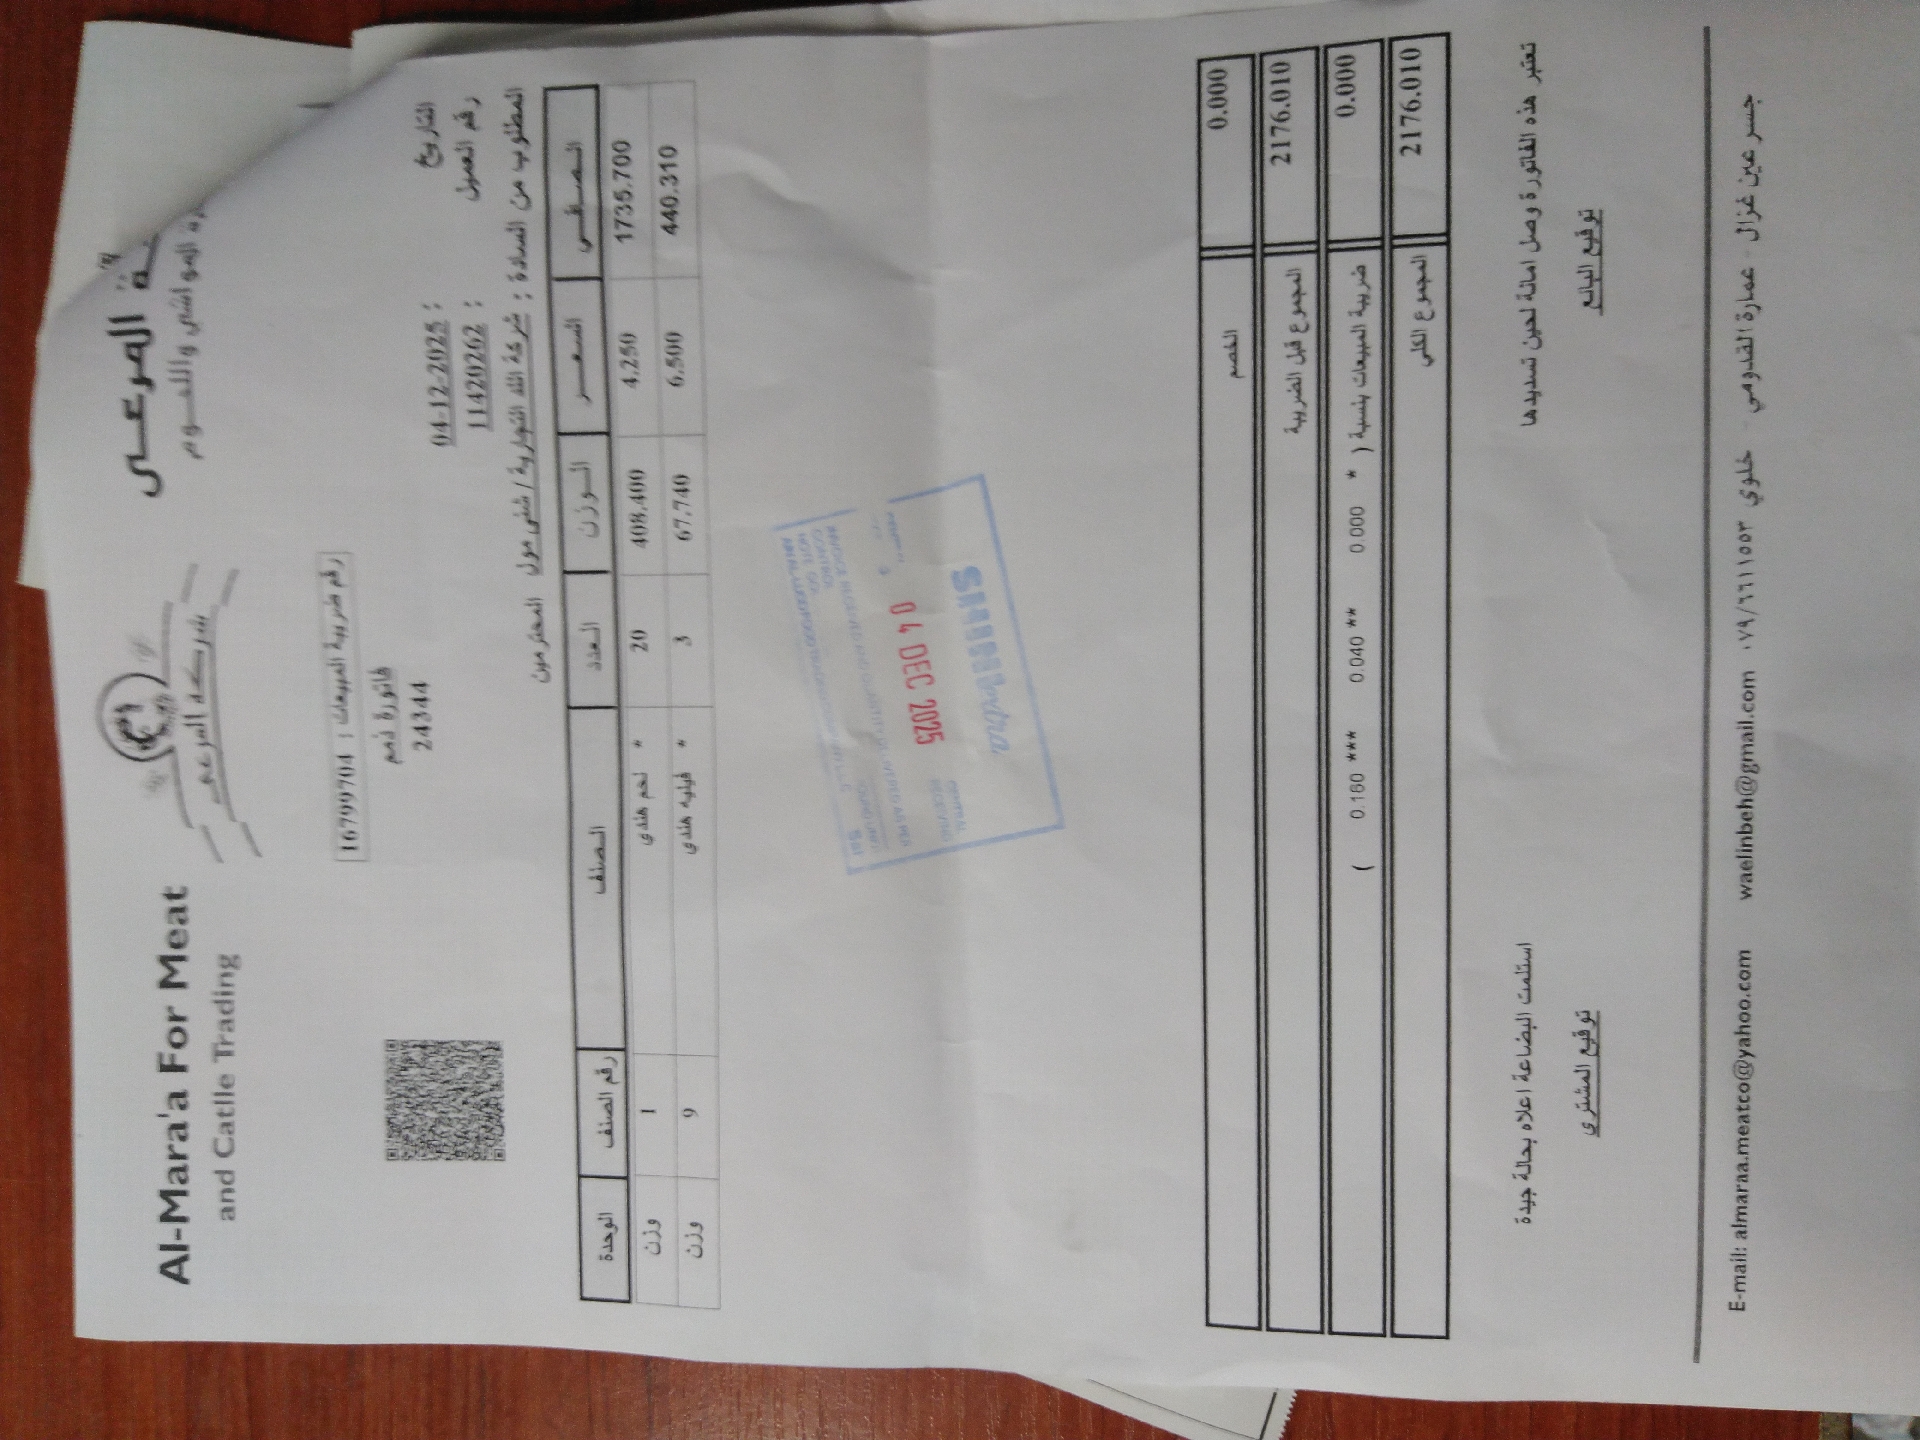 Al-Mara'a For Meat
and Catlle Trading
شركة المرعى
المرعى
المواشي واللحوم
رقم ضريبة المبيعات : 16799704
فاتورة ذمم
24344
التاريخ : 04-12-2025
رقم العميل : 11420262
المطلوب من السادة : شركة التجارية / مول المحترمين
الوحدة رقم الصنف الصنف العدد الوزن السعر الصافي
وزن 1 لحم هندي * 20 408.400 4.250 1735.700
وزن 9 فيليه هندي * 3 67.740 6.500 440.310
CENTRAL
RECEIVING
04 DEC 2025
الخصم 0.000
المجموع قبل الضريبة 2176.010
ضريبة المبيعات بنسبة ( * 0.000 ** 0.040 *** 0.160 ) 0.000
المجموع الكلي 2176.010
تعتبر هذه الفاتورة وصل امانة لحين تسديدها
استلمت البضاعة اعلاه بحالة جيدة
توقيع البائع
توقيع المشتري
جسر عين غزال - عمارة القدومي - خلوي ٠٧٩/٦٦١١٥٥٣ waelinbeh@gmail.com E-mail: almaraa.meatco@yahoo.com